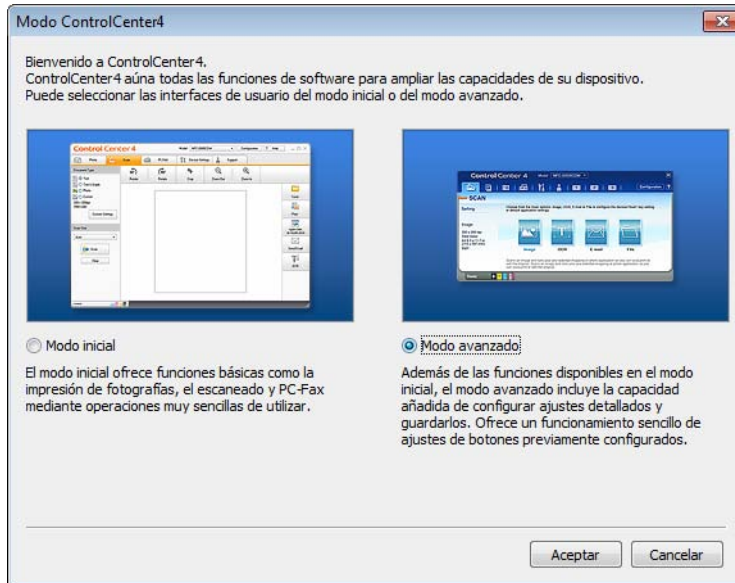 Modo ControlCenter4
Bienvenido a ControlCenter4.
ControlCenter4 aúna todas las funciones de software para ampliar las capacidades de su dispositivo.
Puede seleccionar las interfaces de usuario del modo inicial o del modo avanzado.
Control Center 4
Control Center 4
SCAN
Image
OCR
E-mail
File
Modo inicial
El modo inicial ofrece funciones básicas como la
impresión de fotografías, el escaneado y PC-Fax
mediante operaciones muy sencillas de utilizar.
Modo avanzado
Además de las funciones disponibles en el modo
inicial, el modo avanzado incluye la capacidad
añadida de configurar ajustes detallados y
guardarlos. Ofrece un funcionamiento sencillo de
ajustes de botones previamente configurados.
Aceptar
Cancelar